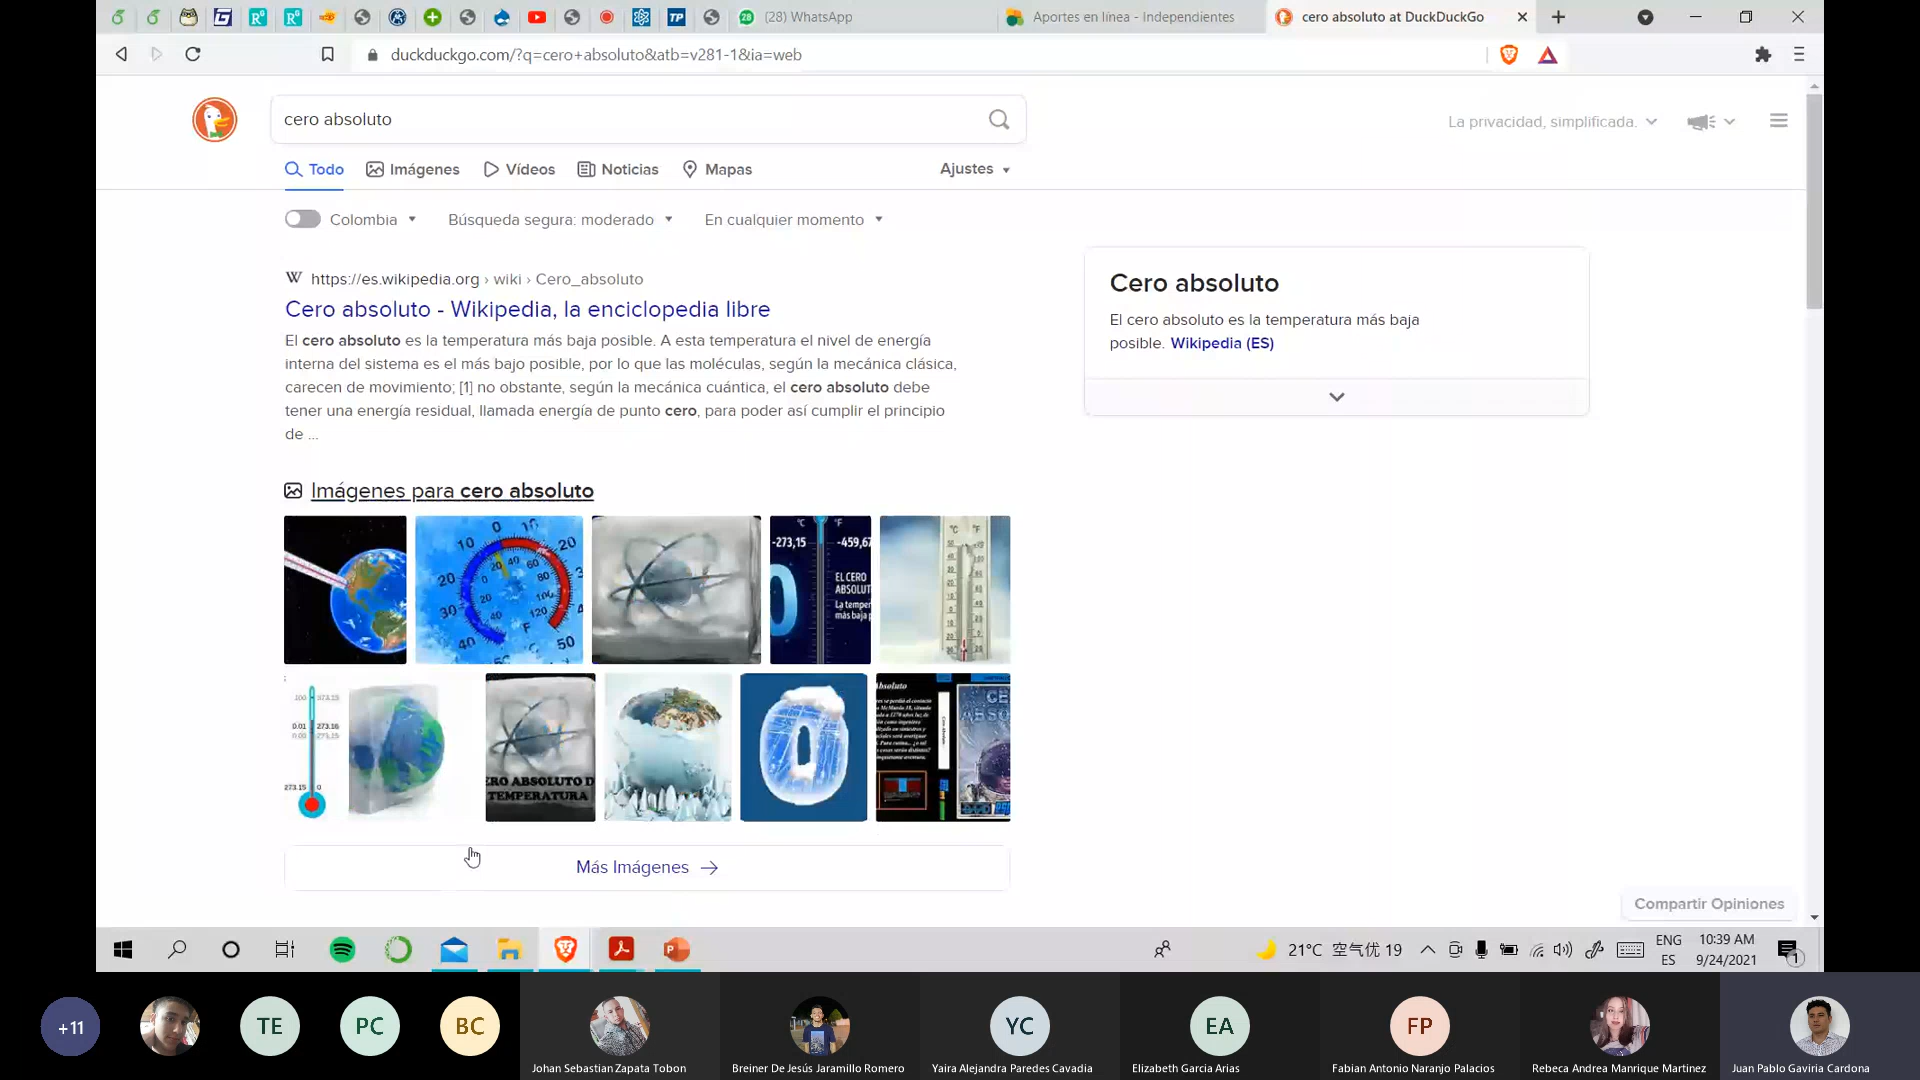 (28) WhatsApp
Aportes en línea - Independientes
cero absoluto at DuckDuckGo
duckduckgo.com/?q=cero+absoluto&atb=v281-1&ia=web
cero absoluto
La privacidad, simplificada.
Todo
Imágenes
Vídeos
Noticias
Mapas
Ajustes
Colombia
Búsqueda segura: moderado
En cualquier momento
W https://es.wikipedia.org › wiki › Cero_absoluto
Cero absoluto - Wikipedia, la enciclopedia libre
El cero absoluto es la temperatura más baja posible. A esta temperatura el nivel de energía
interna del sistema es el más bajo posible, por lo que las moléculas, según la mecánica clásica,
carecen de movimiento; [1] no obstante, según la mecánica cuántica, el cero absoluto debe
tener una energía residual, llamada energía de punto cero, para poder así cumplir el principio
de ...
Cero absoluto
El cero absoluto es la temperatura más baja
posible. Wikipedia (ES)
Imágenes para cero absoluto
-273,15
-459,67
EL CERO
ABSOLUT
La temper
más baja p
ERO ABSOLUTO D
TEMPERATURA
Más Imágenes
Compartir Opiniones
21°C 空气优 19
ENG
ES
10:39 AM
9/24/2021
+11
TE
PC
BC
YC
EA
FP
Johan Sebastian Zapata Tobon
Breiner De Jesús Jaramillo Romero
Yaira Alejandra Paredes Cavadia
Elizabeth Garcia Arias
Fabian Antonio Naranjo Palacios
Rebeca Andrea Manrique Martinez
Juan Pablo Gaviria Cardona